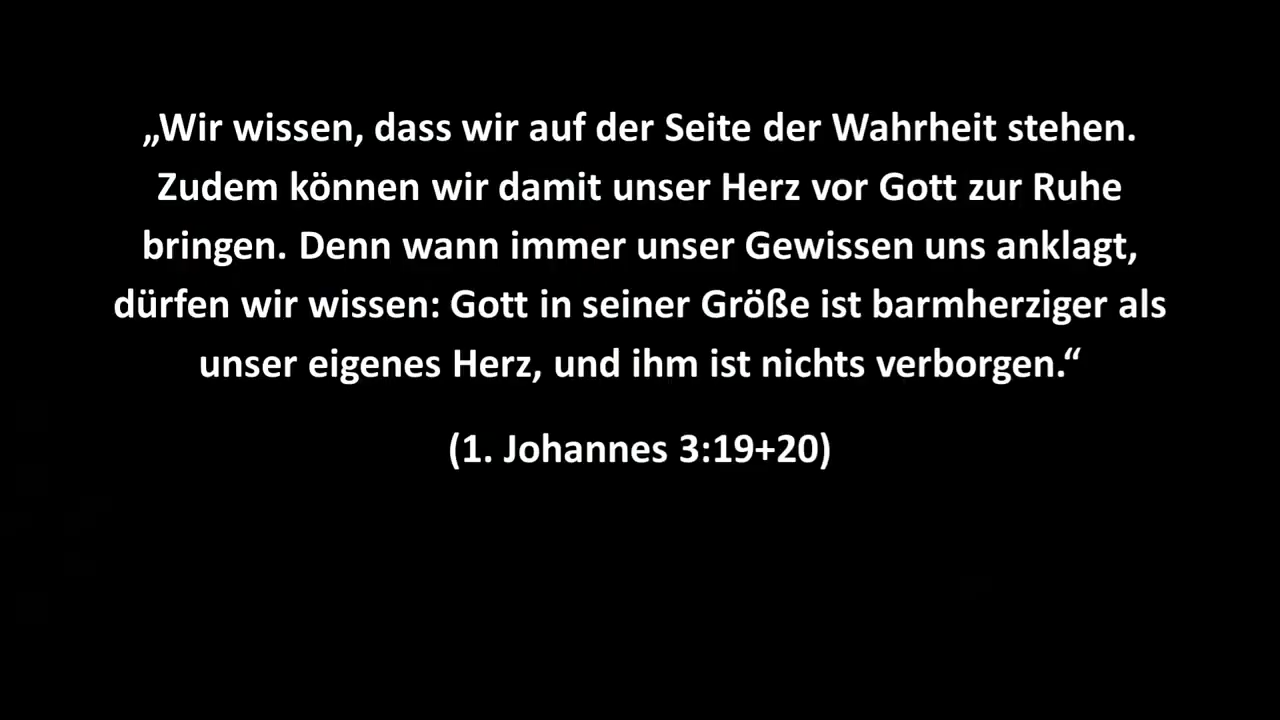 „Wir wissen, dass wir auf der Seite der Wahrheit stehen.
Zudem können wir damit unser Herz vor Gott zur Ruhe
bringen. Denn wann immer unser Gewissen uns anklagt,
dürfen wir wissen: Gott in seiner Größe ist barmherziger als
unser eigenes Herz, und ihm ist nichts verborgen.“
(1. Johannes 3:19+20)